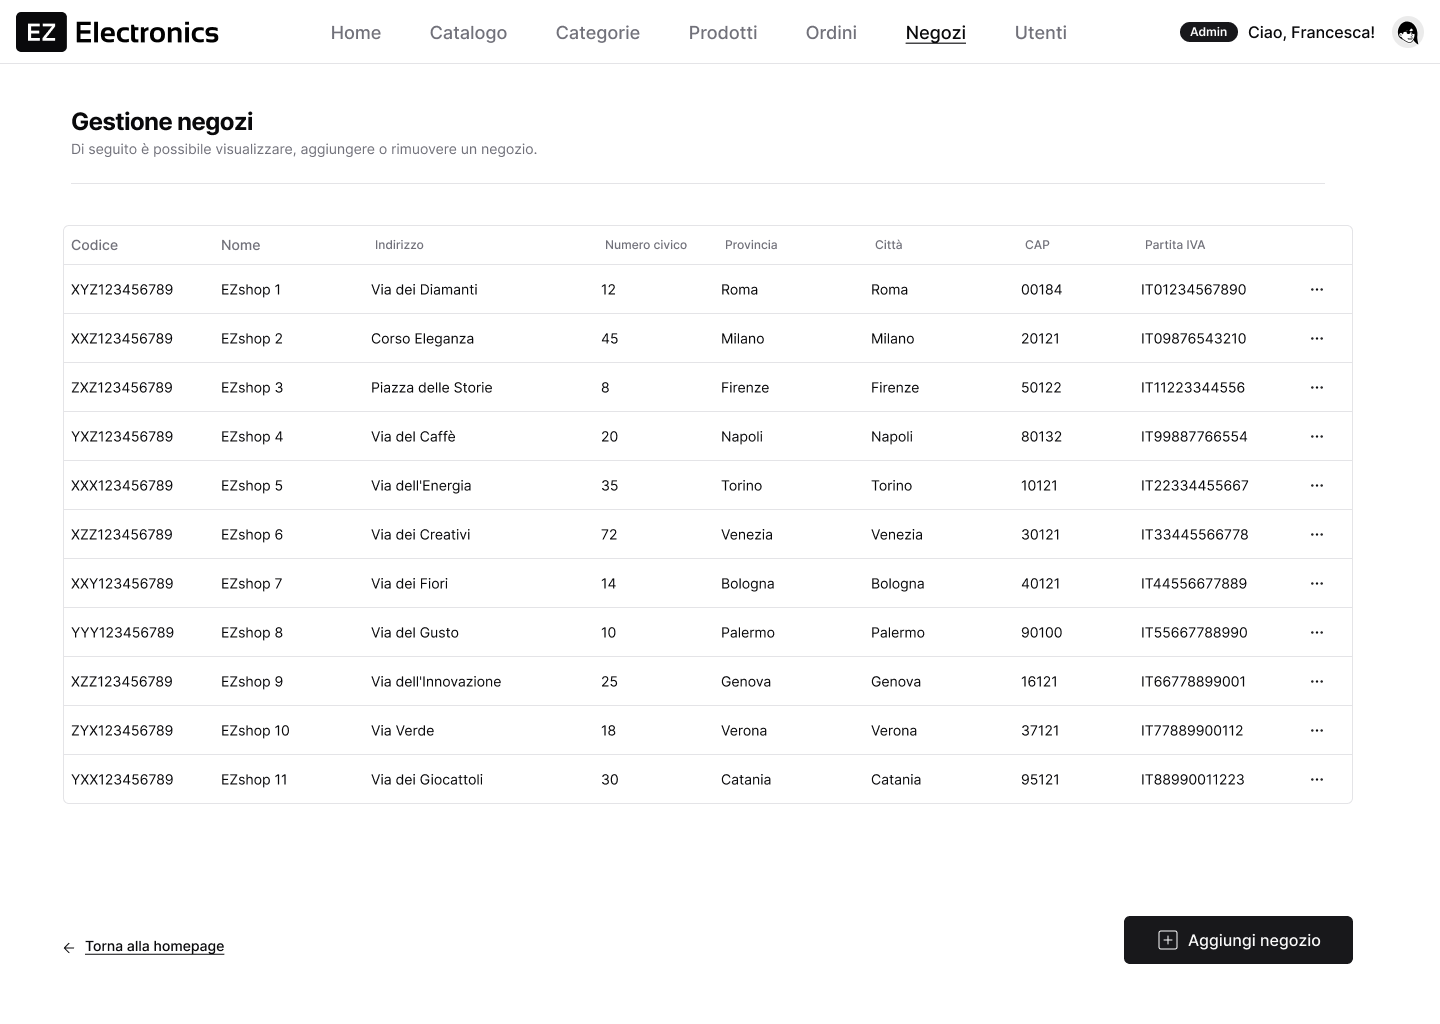 EZ Electronics Home Catalogo Categorie Prodotti Ordini Negozi Utenti Admin Ciao, Francesca!
Gestione negozi
Di seguito è possibile visualizzare, aggiungere o rimuovere un negozio.
Codice Nome Indirizzo Numero civico Provincia Città CAP Partita IVA
XYZ123456789 EZshop 1 Via dei Diamanti 12 Roma Roma 00184 IT01234567890 ···
XXZ123456789 EZshop 2 Corso Eleganza 45 Milano Milano 20121 IT09876543210 ···
ZXZ123456789 EZshop 3 Piazza delle Storie 8 Firenze Firenze 50122 IT11223344556 ···
YXZ123456789 EZshop 4 Via del Caffè 20 Napoli Napoli 80132 IT99887766554 ···
XXX123456789 EZshop 5 Via dell'Energia 35 Torino Torino 10121 IT22334455667 ···
XZZ123456789 EZshop 6 Via dei Creativi 72 Venezia Venezia 30121 IT33445566778 ···
XXY123456789 EZshop 7 Via dei Fiori 14 Bologna Bologna 40121 IT44556677889 ···
YYY123456789 EZshop 8 Via del Gusto 10 Palermo Palermo 90100 IT55667788990 ···
XZZ123456789 EZshop 9 Via dell'Innovazione 25 Genova Genova 16121 IT66778899001 ···
ZYX123456789 EZshop 10 Via Verde 18 Verona Verona 37121 IT77889900112 ···
YXX123456789 EZshop 11 Via dei Giocattoli 30 Catania Catania 95121 IT88990011223 ···
← Torna alla homepage
Aggiungi negozio